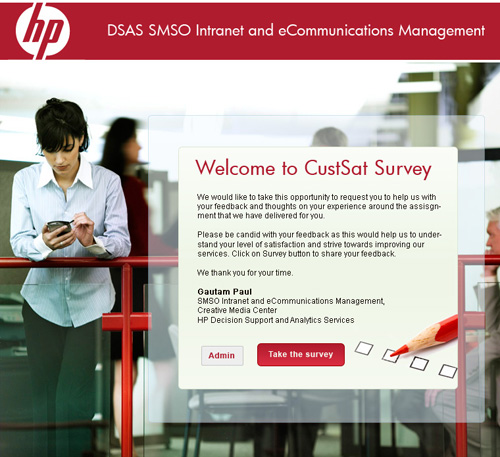 hp
DSAS SMSO Intranet and eCommunications Management
Welcome to CustSat Survey
We would like to take this opportunity to request you to help us with
your feedback and thoughts on your experience around the assisgn-
ment that we have delivered for you.
Please be candid with your feedback as this would help us to under-
stand your level of satisfaction and strive towards improving our
services. Click on Survey button to share your feedback.
We thank you for your time.
Gautam Paul
SMSO Intranet and eCommunications Management,
Creative Media Center
HP Decision Support and Analytics Services
Admin
Take the survey